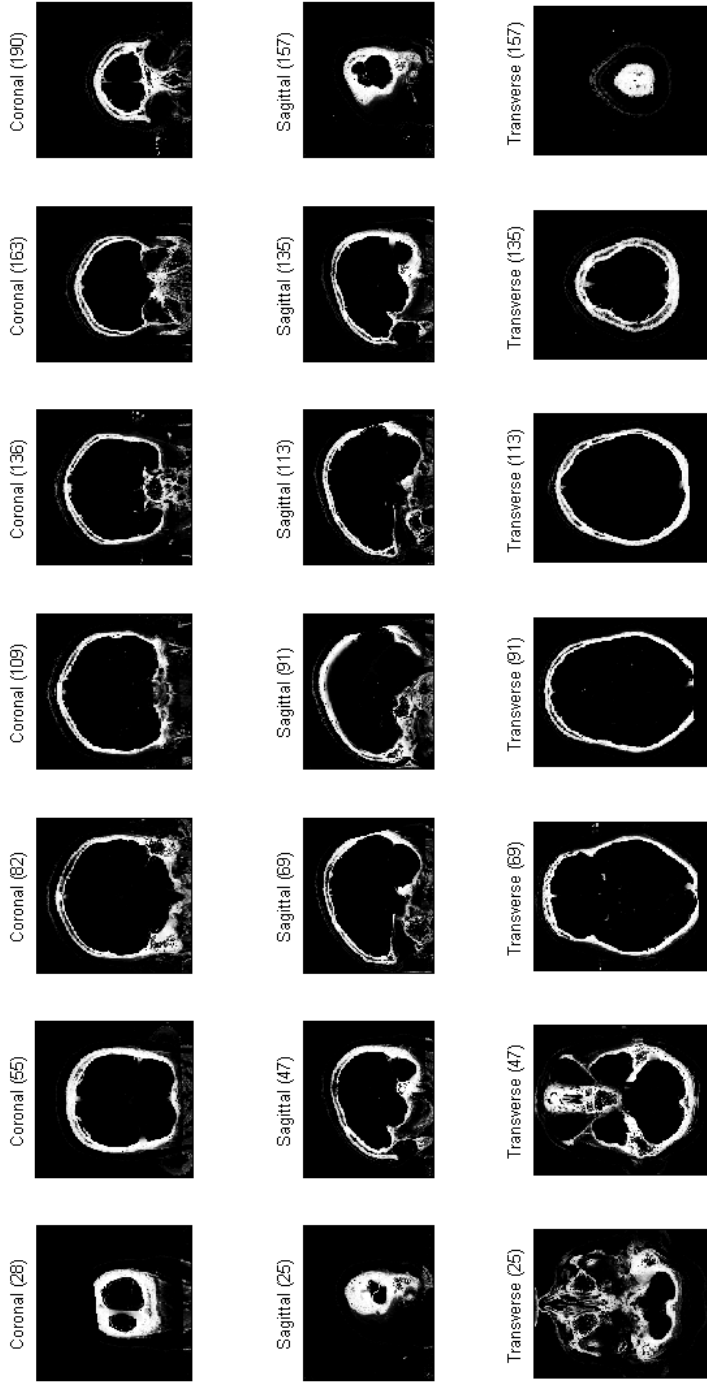 Coronal (28)
Coronal (55)
Coronal (82)
Coronal (109)
Coronal (136)
Coronal (163)
Coronal (190)
Sagittal (25)
Sagittal (47)
Sagittal (69)
Sagittal (91)
Sagittal (113)
Sagittal (135)
Sagittal (157)
Transverse (25)
Transverse (47)
Transverse (69)
Transverse (91)
Transverse (113)
Transverse (135)
Transverse (157)